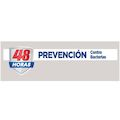 48
HORAS
PREVENCIÓN
Contra
Bacterias